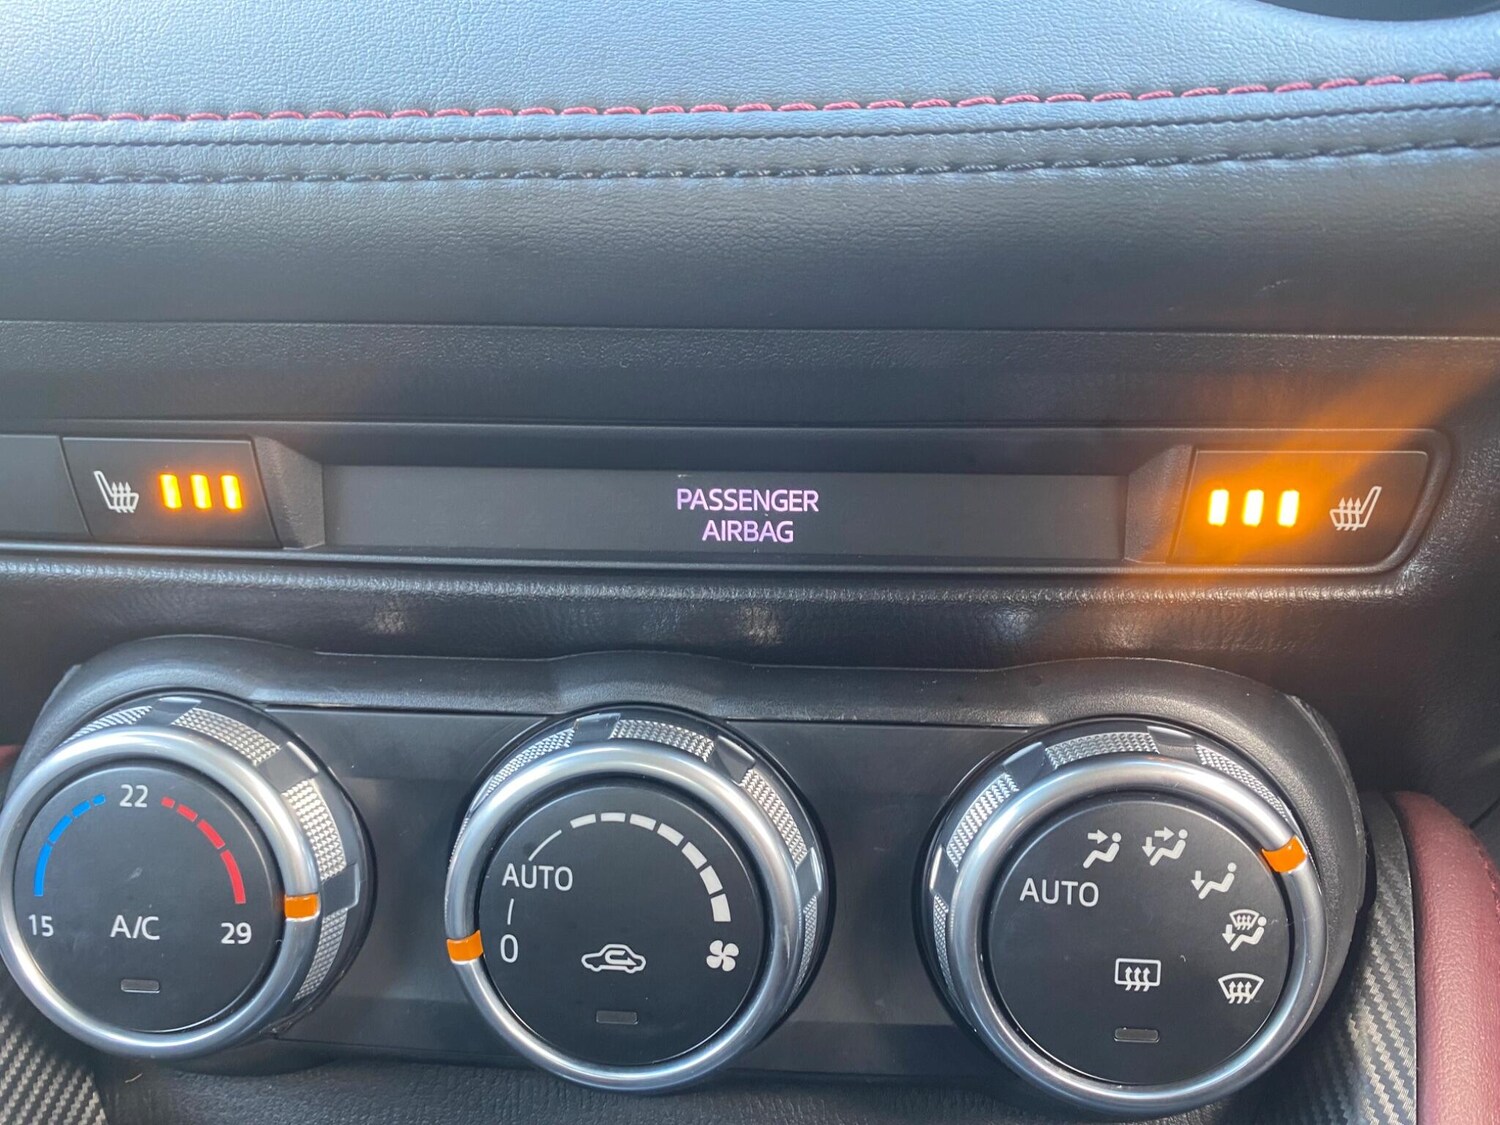 PASSENGER
AIRBAG
22
15
A/C
29
AUTO
0
AUTO